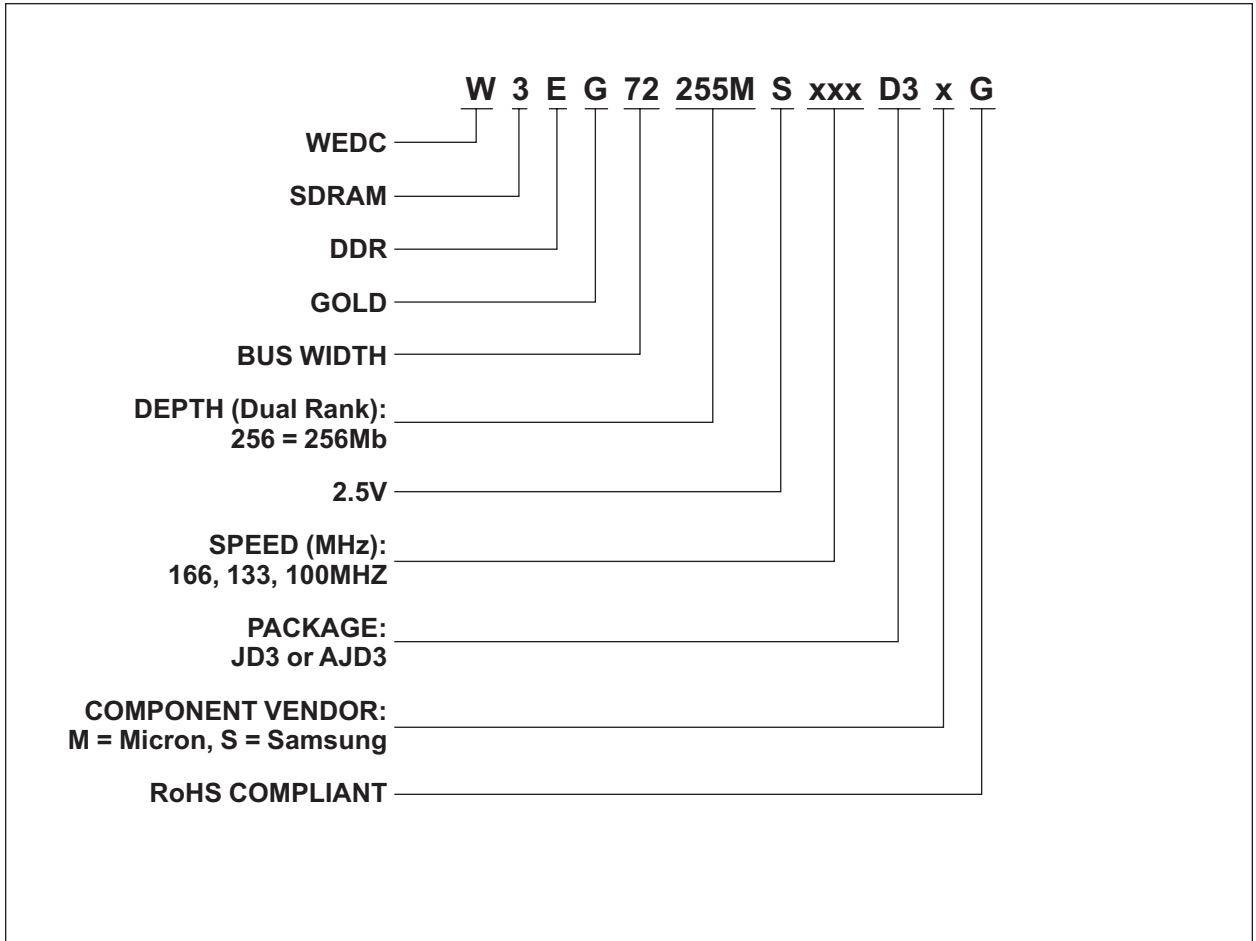 W 3 E G 72 255M S xxx D3 x G
WEDC
SDRAM
DDR
GOLD
BUS WIDTH
DEPTH (Dual Rank):
256 = 256Mb
2.5V
SPEED (MHz):
166, 133, 100MHZ
PACKAGE:
JD3 or AJD3
COMPONENT VENDOR:
M = Micron, S = Samsung
RoHS COMPLIANT